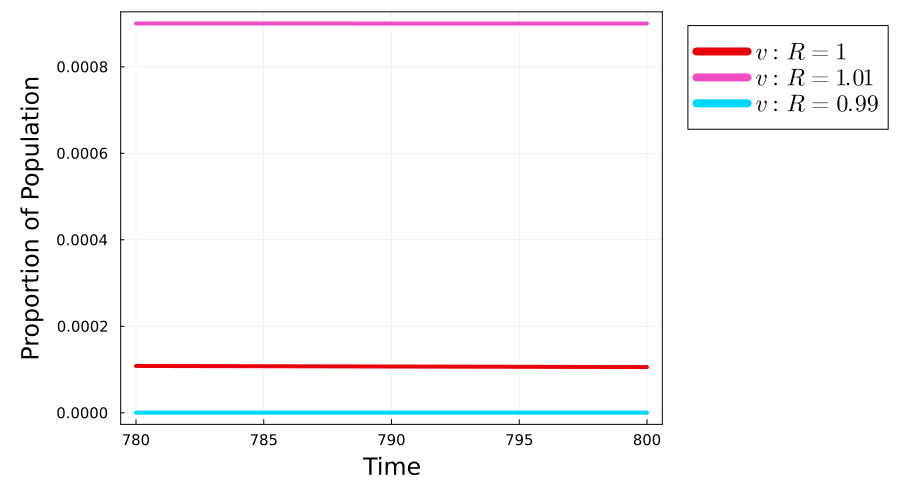 0.0008
0.0006
0.0004
0.0002
0.0000
Proportion of Population
780 785 790 795 800
Time
v : R = 1
v : R = 1.01
v : R = 0.99